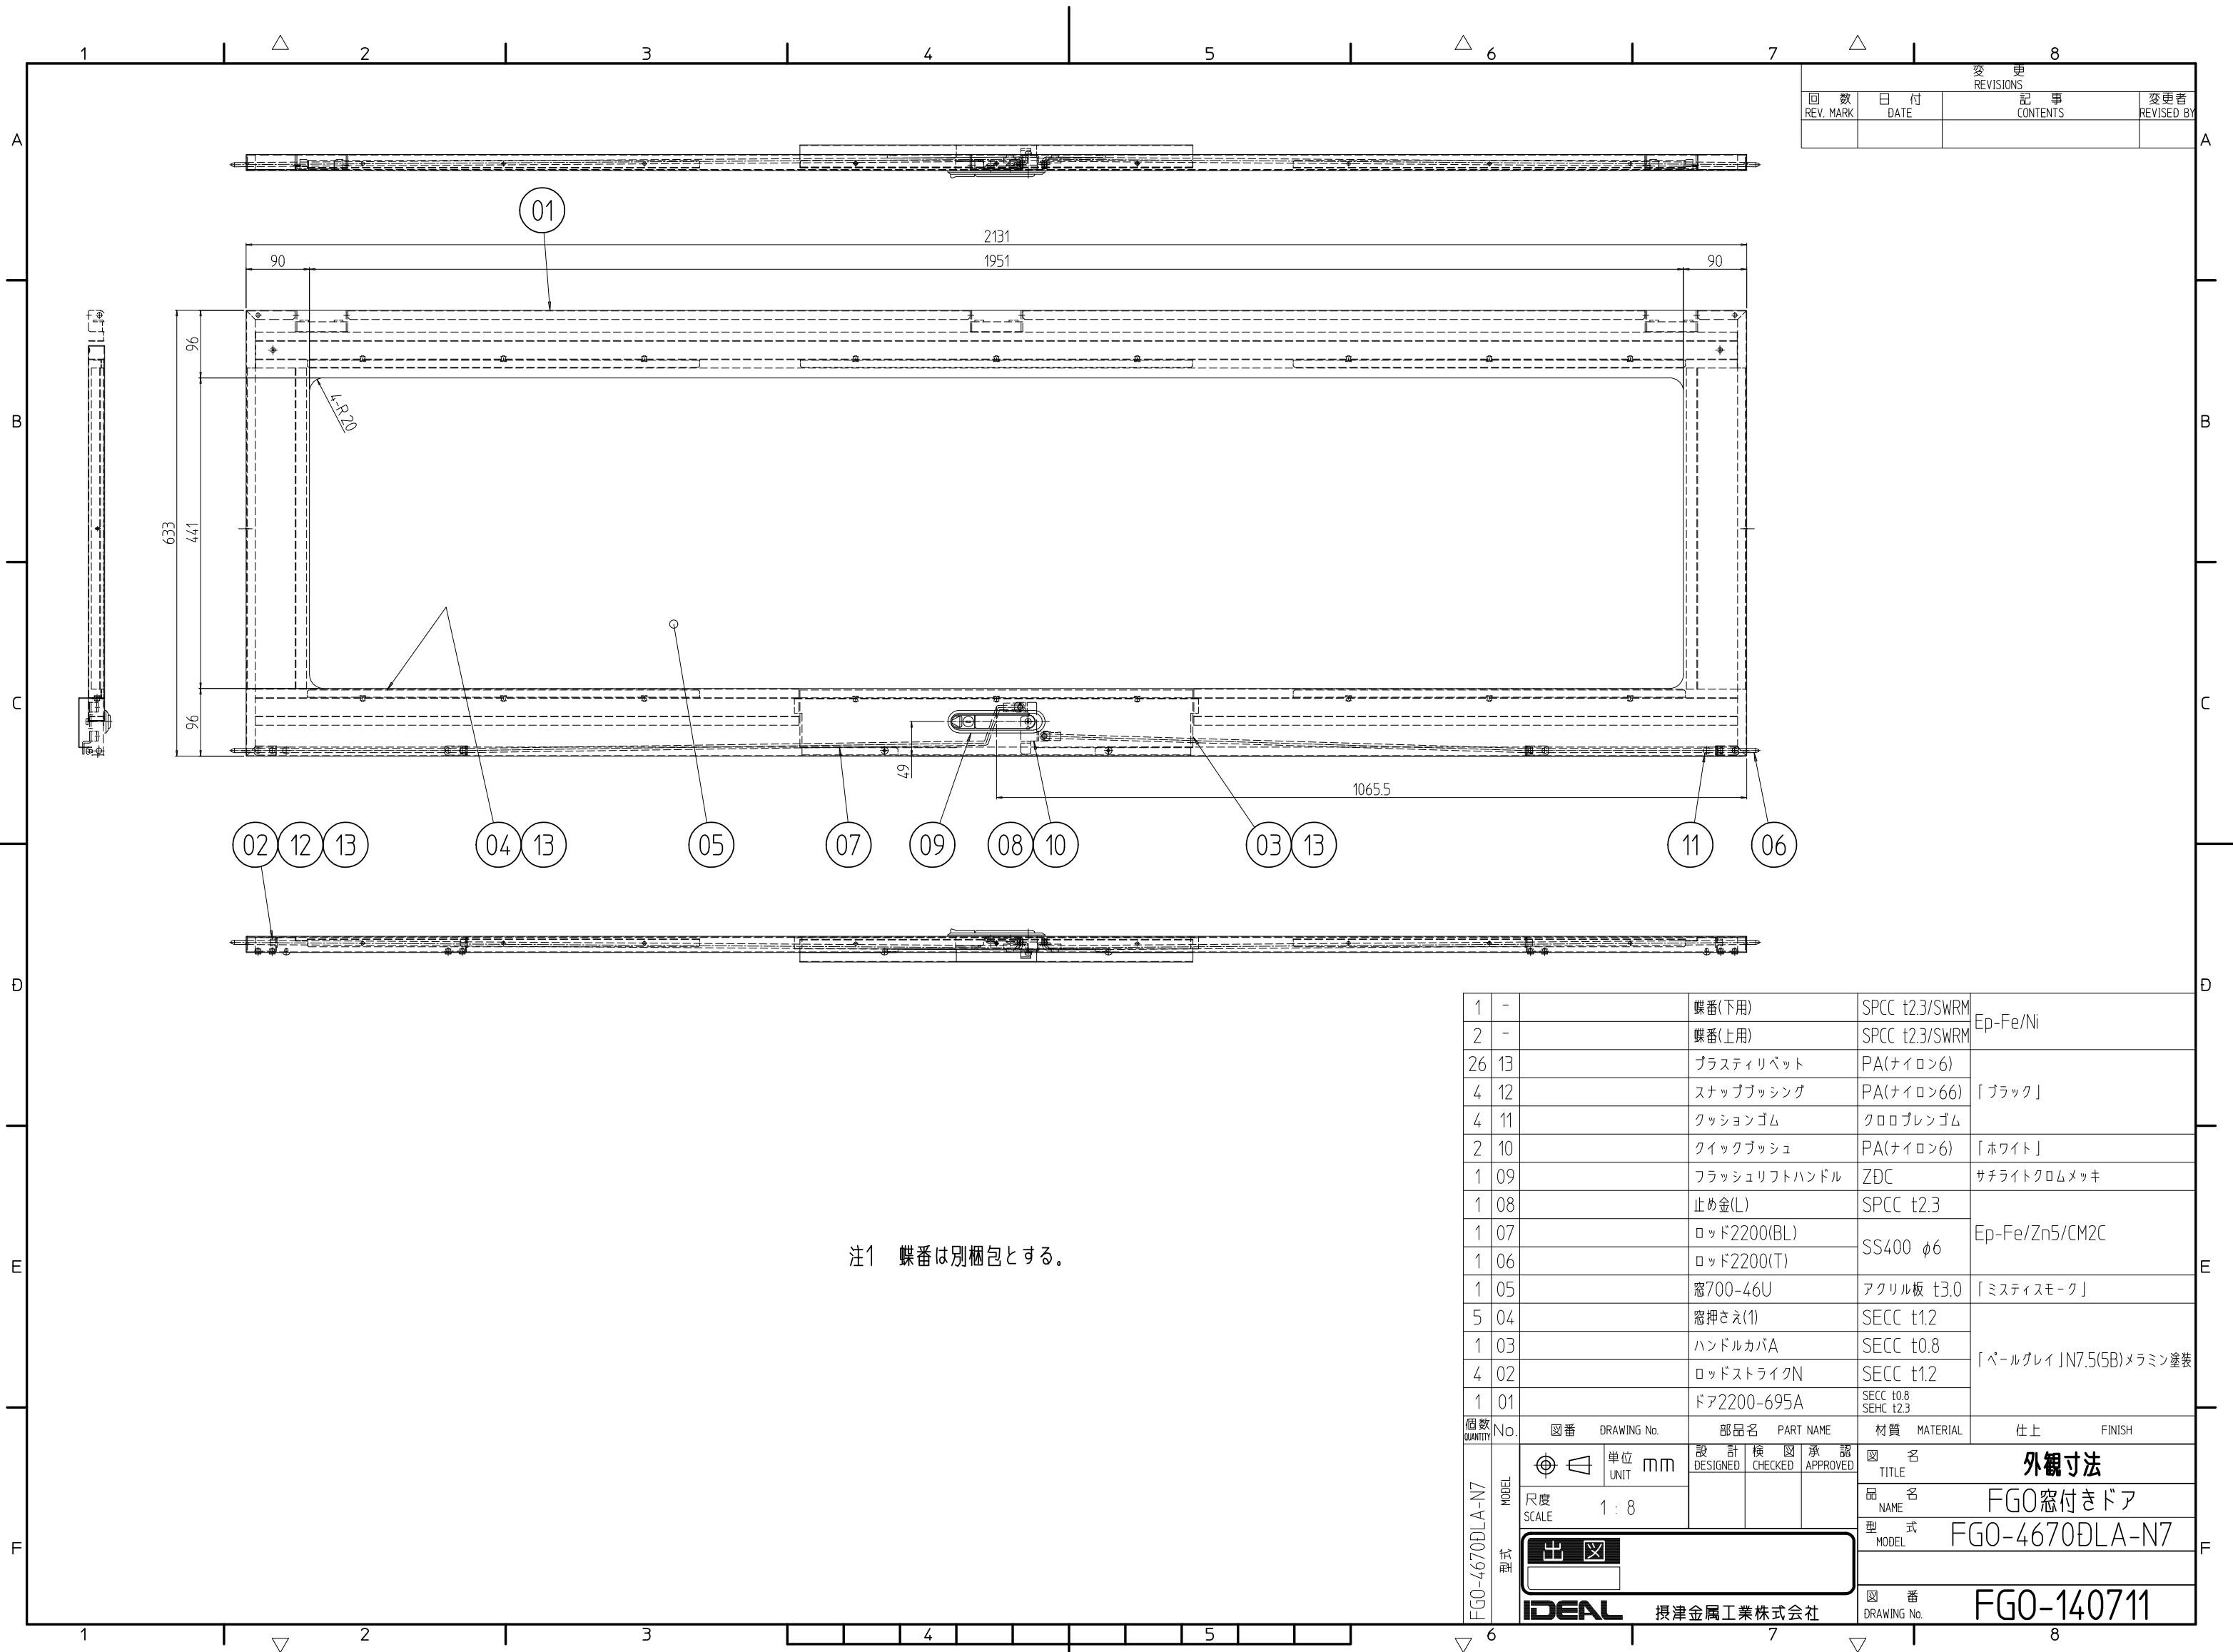 1 2 3 4 5 6 7 8
変更
REVISIONS
回数 日付 記事 変更者
REV. MARK DATE CONTENTS REVISED BY
A A
01
2131
90 1951 90
96
4-R20
B B
633
441
C C
96
49
1065.5
02 12 13 04 13 05 07 09 08 10 03 13 11 06
D D
1 - 蝶番(下用) SPCC t2.3/SWRM Ep-Fe/Ni
2 - 蝶番(上用) SPCC t2.3/SWRM
26 13 プラスティリベット PA(ナイロン6) 「ブラック」
4 12 スナップブッシング PA(ナイロン66)
4 11 クッションゴム クロロプレンゴム
2 10 クイックブッシュ PA(ナイロン6) 「ホワイト」
1 09 フラッシュリフトハンドル ZDC サチライトクロムメッキ
1 08 止め金(L) SPCC t2.3 Ep-Fe/Zn5/CM2C
1 07 ロッド2200(BL) SS400 φ6
1 06 ロッド2200(T)
1 05 窓700-46U アクリル板 t3.0 「ミスティスモーク」
5 04 窓押さえ(1) SECC t1.2 「ペールグレイ」N7.5(5B)メラミン塗装
1 03 ハンドルカバA SECC t0.8
4 02 ロッドストライクN SECC t1.2
1 01 ドア2200-695A SECC t0.8
SEHC t2.3
個数 No. 図番 DRAWING No. 部品名 PART NAME 材質 MATERIAL 仕上 FINISH
QUANTITY
E E
注1 蝶番は別梱包とする。
FGO-4670DLA-N7
MODEL
型式
単位 mm
UNIT
設計 検図 承認
DESIGNED CHECKED APPROVED
尺度 1 : 8
SCALE
図名 外観寸法
TITLE
品名 FGO窓付きドア
NAME
型式 FGO-4670DLA-N7
MODEL
F F
出図
図番 FGO-140711
DRAWING No.
IDEAL 摂津金属工業株式会社
1 2 3 4 5 6 7 8